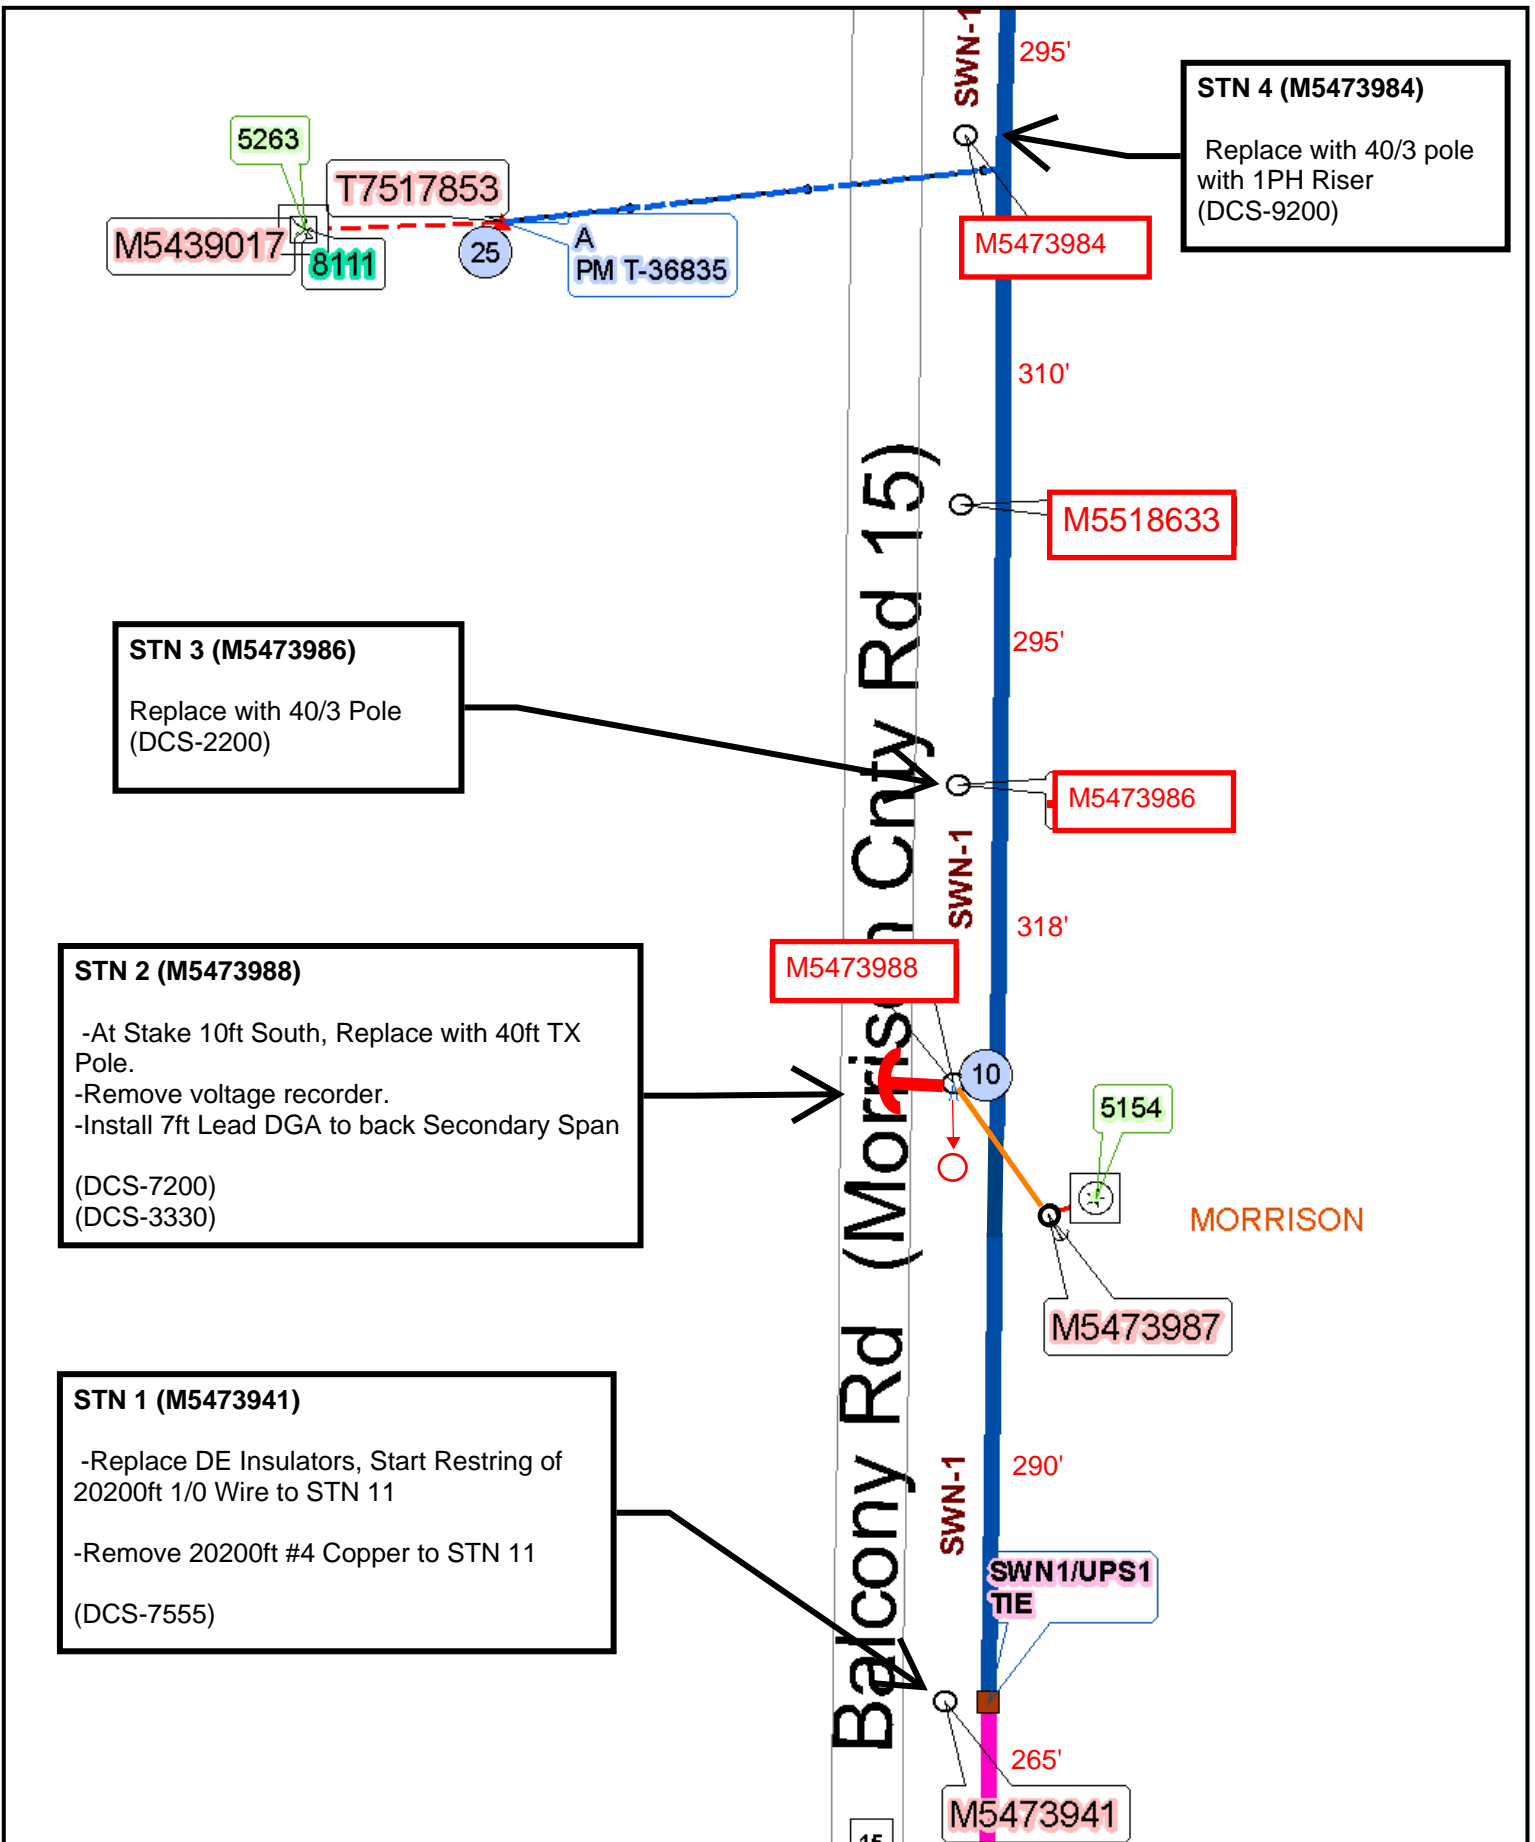 SWN-1
295'
STN 4 (M5473984)
Replace with 40/3 pole
with 1PH Riser
(DCS-9200)
5263
T7517853
M5439017
8111
25
A
PM T-36835
M5473984
310'
M5518633
295'
STN 3 (M5473986)
Replace with 40/3 Pole
(DCS-2200)
M5473986
SWN-1
318'
M5473988
STN 2 (M5473988)
-At Stake 10ft South, Replace with 40ft TX
Pole.
-Remove voltage recorder.
-Install 7ft Lead DGA to back Secondary Span
(DCS-7200)
(DCS-3330)
10
5154
MORRISON
M5473987
Balcony Rd (Morrison Cnty Rd 15)
STN 1 (M5473941)
-Replace DE Insulators, Start Restring of
20200ft 1/0 Wire to STN 11
-Remove 20200ft #4 Copper to STN 11
(DCS-7555)
SWN-1
290'
SWN1/UPS1
TIE
265'
M5473941
15